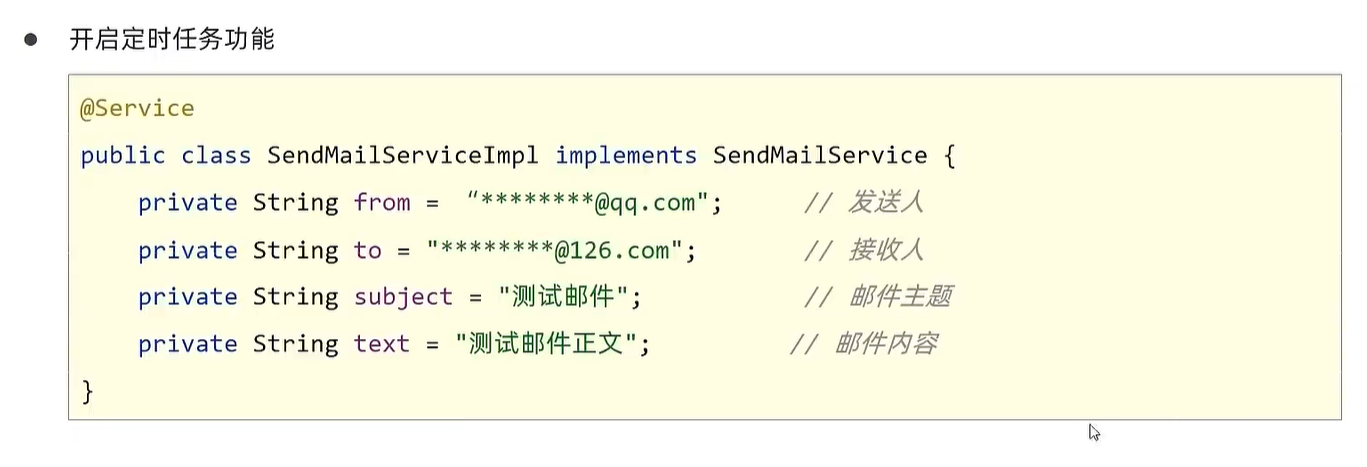 ● 开启定时任务功能
@Service
public class SendMailServiceImpl implements SendMailService {
    private String from =  “********@qq.com";      // 发送人
    private String to = "********@126.com";        // 接收人
    private String subject = "测试邮件";            // 邮件主题
    private String text = "测试邮件正文";          // 邮件内容
}